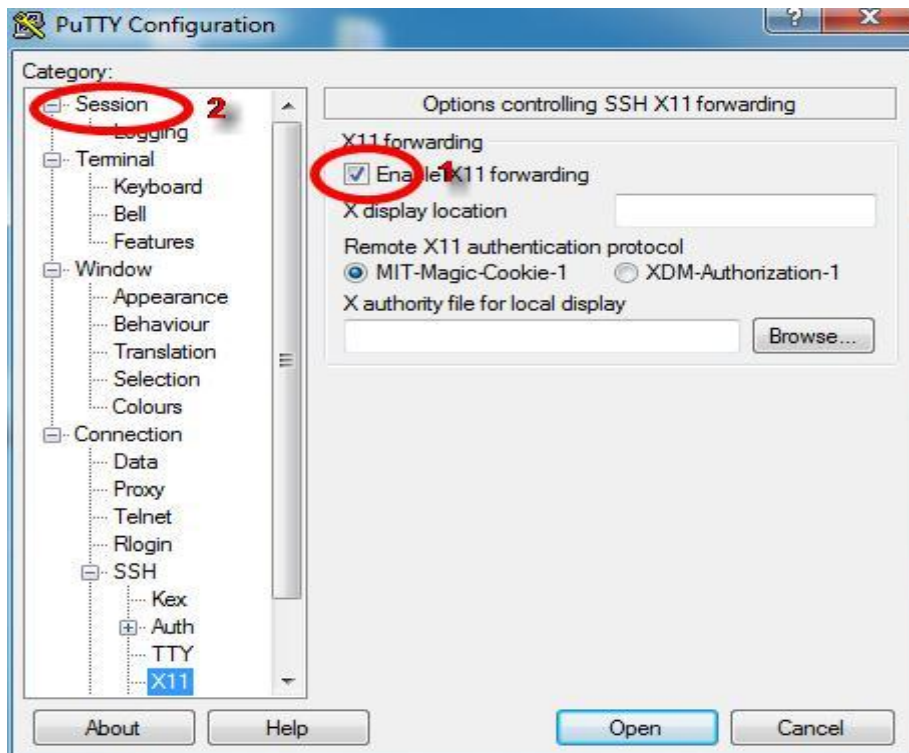 PuTTY Configuration
?
X
Category:
Session
2
Logging
Terminal
Keyboard
Bell
Features
Window
Appearance
Behaviour
Translation
Selection
Colours
Connection
Data
Proxy
Telnet
Rlogin
SSH
Kex
Auth
TTY
X11
Options controlling SSH X11 forwarding
X11 forwarding
Enable X11 forwarding
1
X display location
Remote X11 authentication protocol
MIT-Magic-Cookie-1 XDM-Authorization-1
X authority file for local display
Browse...
About Help Open Cancel